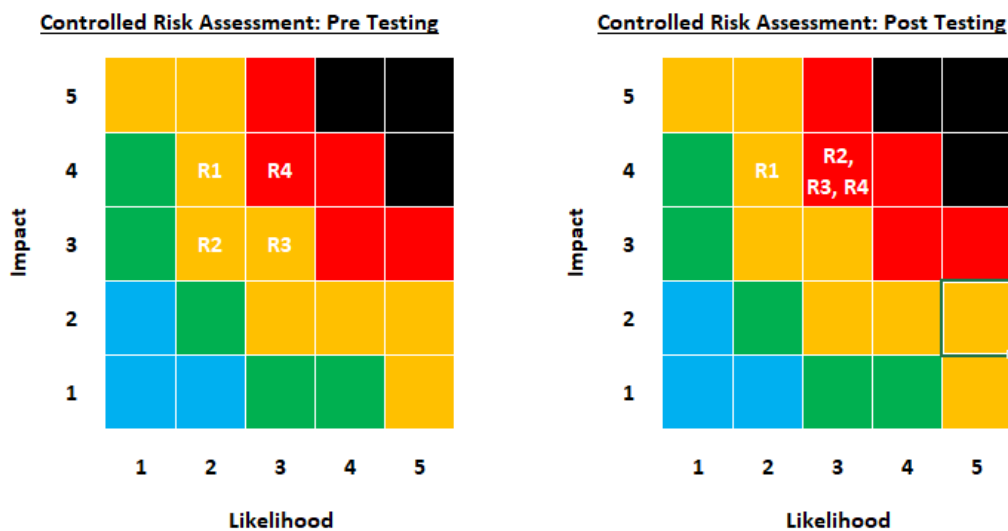 Controlled Risk Assessment: Pre Testing
Impact
5
4
R1
R4
3
R2
R3
2
1
1 2 3 4 5
Likelihood
Controlled Risk Assessment: Post Testing
Impact
5
4
R1
R2,
R3, R4
3
2
1
1 2 3 4 5
Likelihood